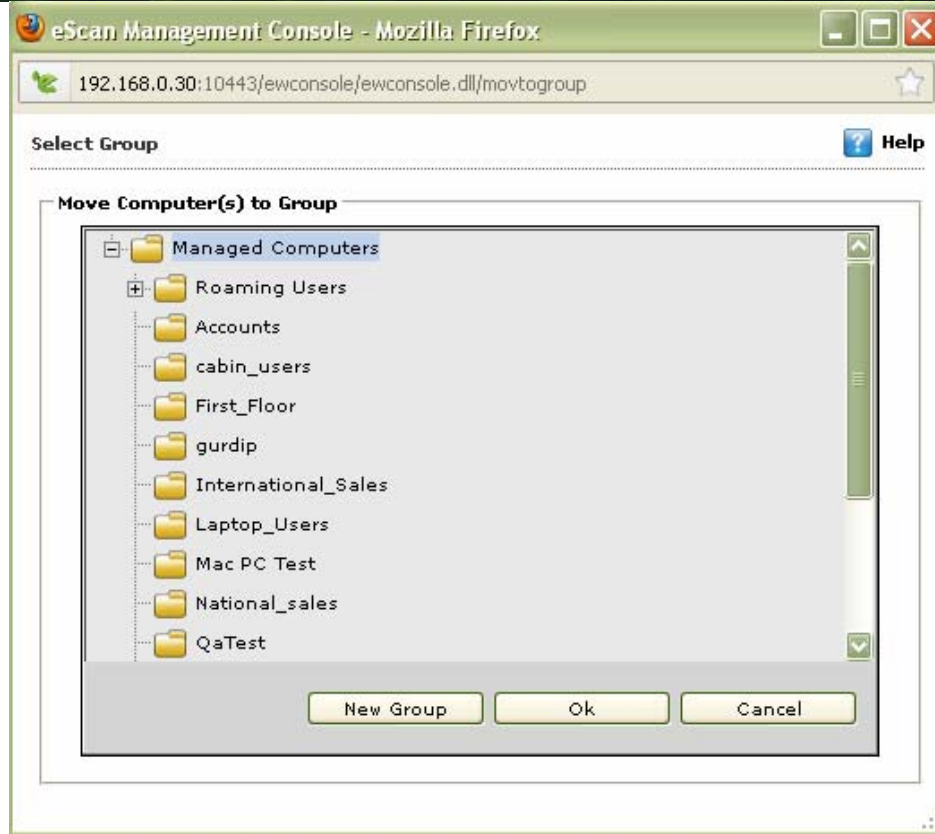 eScan Management Console - Mozilla Firefox
192.168.0.30:10443/ewconsole/ewconsole.dll/movtogroup
Select Group
Help
Move Computer(s) to Group
Managed Computers
Roaming Users
Accounts
cabin_users
First_Floor
gurdip
International_Sales
Laptop_Users
Mac PC Test
National_sales
QaTest
New Group
Ok
Cancel